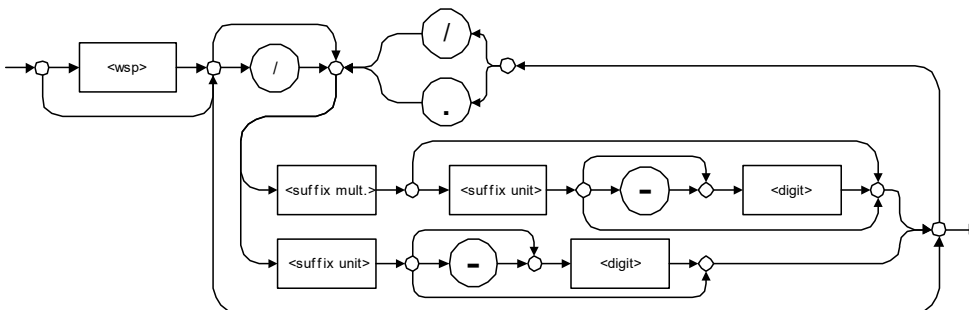 /
<wsp>
/
.
<suffix mult.>
<suffix unit>
-
<digit>
<suffix unit>
-
<digit>